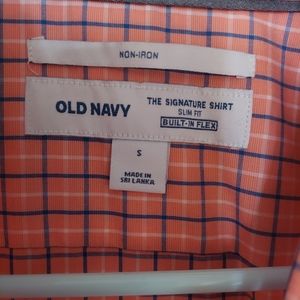 NON-IRON
OLD NAVY
THE SIGNATURE SHIRT
SLIM FIT
BUILT-IN FLEX
S
MADE IN
SRI LANKA